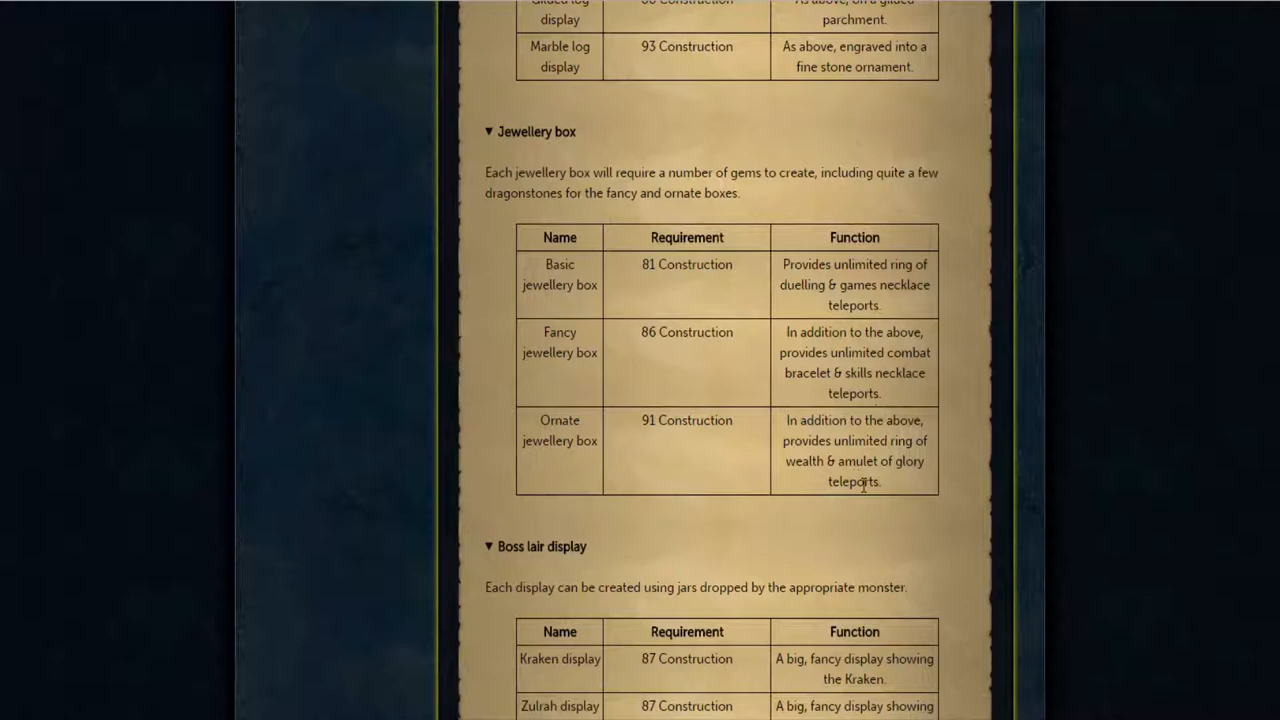 display
parchment.
Marble log
display
93 Construction
As above, engraved into a
fine stone ornament.
▼ Jewellery box
Each jewellery box will require a number of gems to create, including quite a few
dragonstones for the fancy and ornate boxes.
Name
Requirement
Function
Basic
jewellery box
81 Construction
Provides unlimited ring of
duelling & games necklace
teleports.
Fancy
jewellery box
86 Construction
In addition to the above,
provides unlimited combat
bracelet & skills necklace
teleports.
Ornate
jewellery box
91 Construction
In addition to the above,
provides unlimited ring of
wealth & amulet of glory
teleports.
▼ Boss lair display
Each display can be created using jars dropped by the appropriate monster.
Name
Requirement
Function
Kraken display
87 Construction
A big, fancy display showing
the Kraken.
Zulrah display
87 Construction
A big, fancy display showing